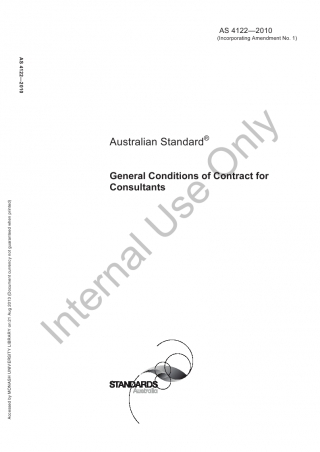 AS 4122—2010
(Incorporating Amendment No. 1)
AS 4122—2010
Australian Standard®
General Conditions of Contract for
Consultants
Internal Use Only
Accessed by MONASH UNIVERSITY LIBRARY on 21 Aug 2013 (Document currency not guaranteed when printed)
STANDARDS
Australia